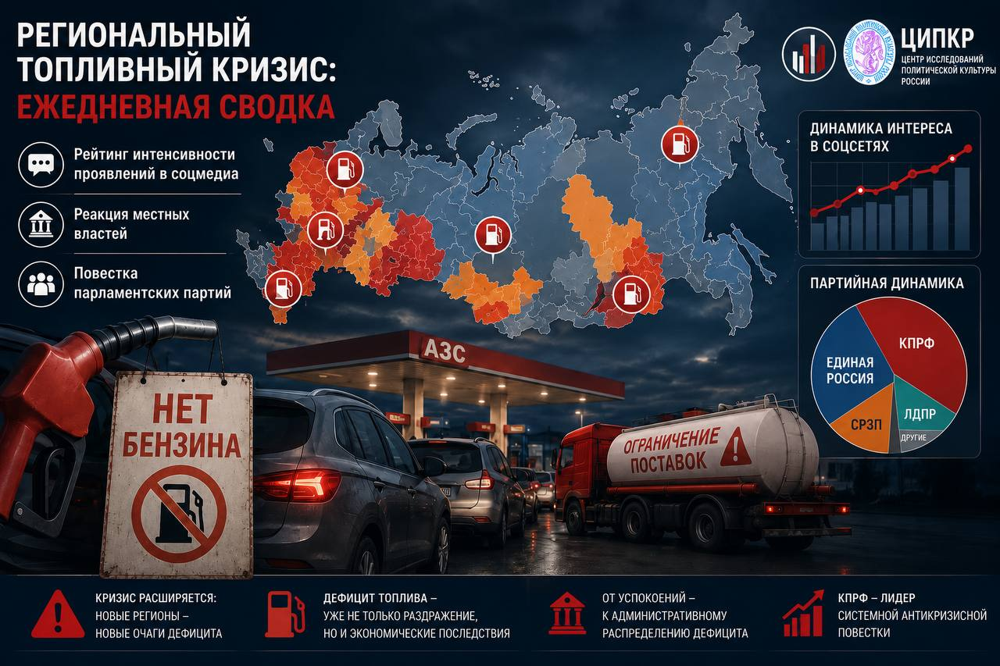 РЕГИОНАЛЬНЫЙ
ТОПЛИВНЫЙ КРИЗИС:
ЕЖЕДНЕВНАЯ СВОДКА
Рейтинг интенсивности
проявлений в соцмедиа
Реакция местных
властей
Повестка
парламентских партий
ЦИПКР
ЦЕНТР ИССЛЕДОВАНИЙ
ПОЛИТИЧЕСКОЙ КУЛЬТУРЫ
РОССИИ
ДИНАМИКА ИНТЕРЕСА
В СОЦСЕТЯХ
ПАРТИЙНАЯ ДИНАМИКА
КПРФ
ЕДИНАЯ
РОССИЯ
СРЗП
ЛДПР
ДРУГИЕ
АЗС
НЕТ
БЕНЗИНА
ОГРАНИЧЕНИЕ
ПОСТАВОК
КРИЗИС РАСШИРЯЕТСЯ:
НОВЫЕ РЕГИОНЫ –
НОВЫЕ ОЧАГИ ДЕФИЦИТА
ДЕФИЦИТ ТОПЛИВА –
УЖЕ НЕ ТОЛЬКО РАЗДРАЖЕНИЕ,
НО И ЭКОНОМИЧЕСКИЕ ПОСЛЕДСТВИЯ
ОТ УСПОКОЕНИЙ –
К АДМИНИСТРАТИВНОМУ
РАСПРЕДЕЛЕНИЮ ДЕФИЦИТА
КПРФ – ЛИДЕР
СИСТЕМНОЙ АНТИКРИЗИСНОЙ
ПОВЕСТКИ